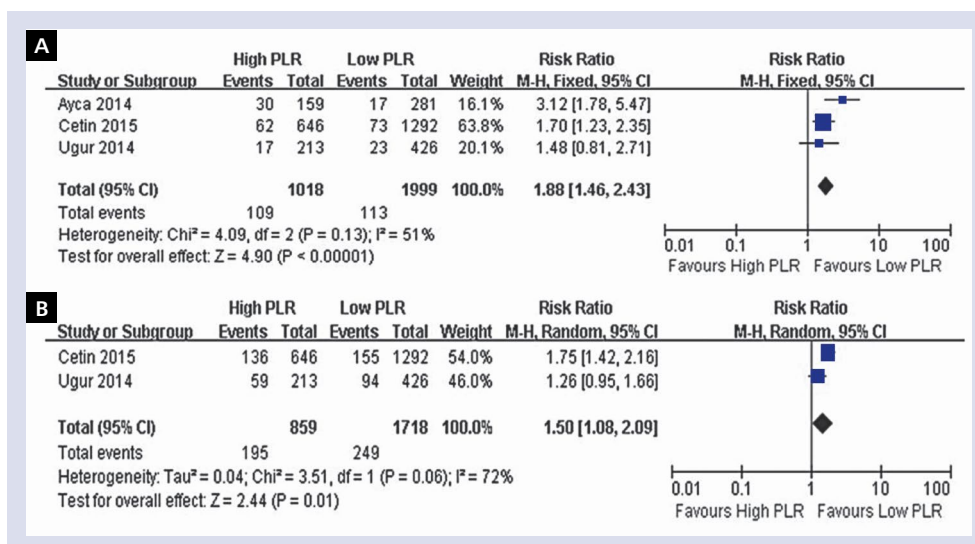 A
High PLR Low PLR Risk Ratio Risk Ratio
Study or Subgroup Events Total Events Total Weight M-H, Fixed, 95% CI M-H, Fixed, 95% CI
Ayca 2014 30 159 17 281 16.1% 3.12 [1.78, 5.47]
Cetin 2015 62 646 73 1292 63.8% 1.70 [1.23, 2.35]
Ugur 2014 17 213 23 426 20.1% 1.48 [0.81, 2.71]
Total (95% CI) 1018 1999 100.0% 1.88 [1.46, 2.43]
Total events 109 113
Heterogeneity: Chi² = 4.09, df = 2 (P = 0.13); I² = 51%
Test for overall effect: Z = 4.90 (P < 0.00001)
0.01 0.1 1 10 100
Favours High PLR Favours Low PLR
B
High PLR Low PLR Risk Ratio Risk Ratio
Study or Subgroup Events Total Events Total Weight M-H, Random, 95% CI M-H, Random, 95% CI
Cetin 2015 136 646 155 1292 54.0% 1.75 [1.42, 2.16]
Ugur 2014 59 213 94 426 46.0% 1.26 [0.95, 1.66]
Total (95% CI) 859 1718 100.0% 1.50 [1.08, 2.09]
Total events 195 249
Heterogeneity: Tau² = 0.04; Chi² = 3.51, df = 1 (P = 0.06); I² = 72%
Test for overall effect: Z = 2.44 (P = 0.01)
0.01 0.1 1 10 100
Favours High PLR Favours Low PLR